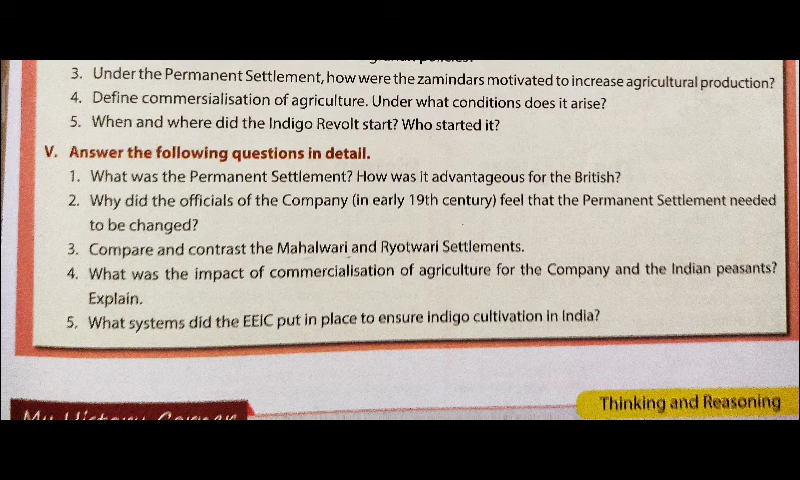 policies?
3. Under the Permanent Settlement, how were the zamindars motivated to increase agricultural production?
4. Define commersialisation of agriculture. Under what conditions does it arise?
5. When and where did the Indigo Revolt start? Who started it?
V. Answer the following questions in detail.
1. What was the Permanent Settlement? How was it advantageous for the British?
2. Why did the officials of the Company (in early 19th century) feel that the Permanent Settlement needed
to be changed?
3. Compare and contrast the Mahalwari and Ryotwari Settlements.
4. What was the impact of commercialisation of agriculture for the Company and the Indian peasants?
Explain.
5. What systems did the EEIC put in place to ensure indigo cultivation in India?
My History Corner
Thinking and Reasoning